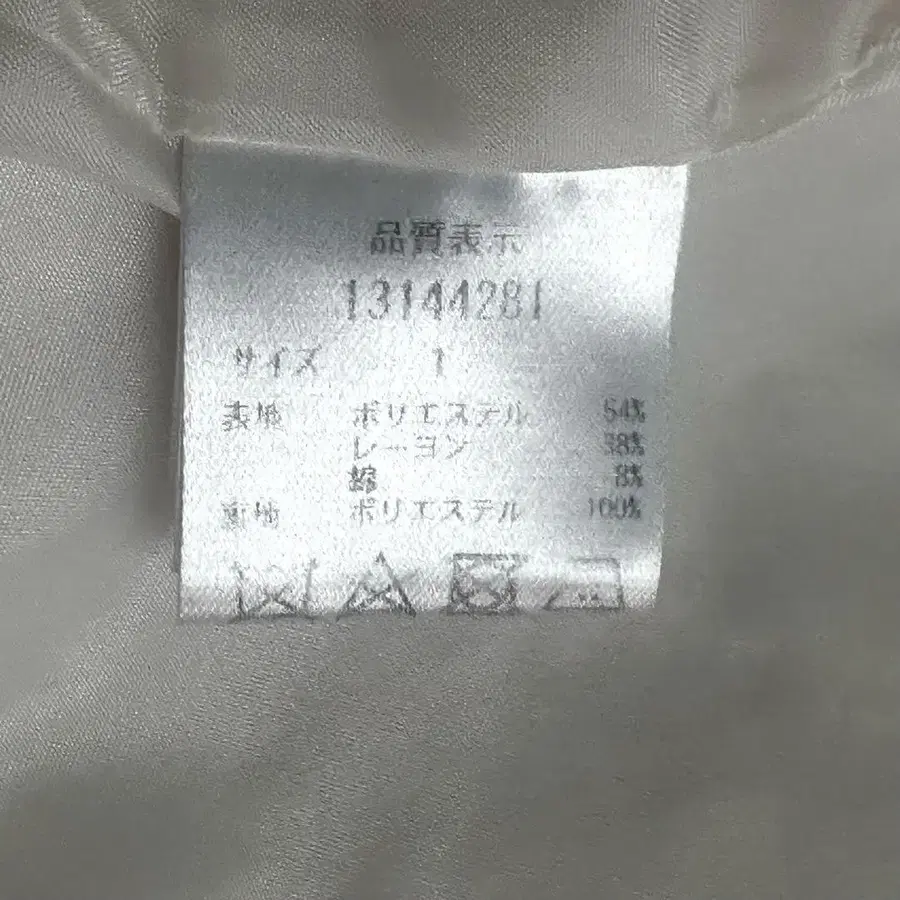 品質表示
13144281
サイズ 1
表地 ポリエステル 54%
レーヨン 38%
綿 8%
裏地 ポリエステル 100%